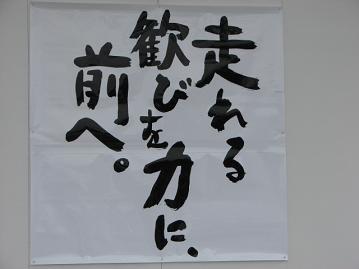 走れる
歓びを力に、
前へ。